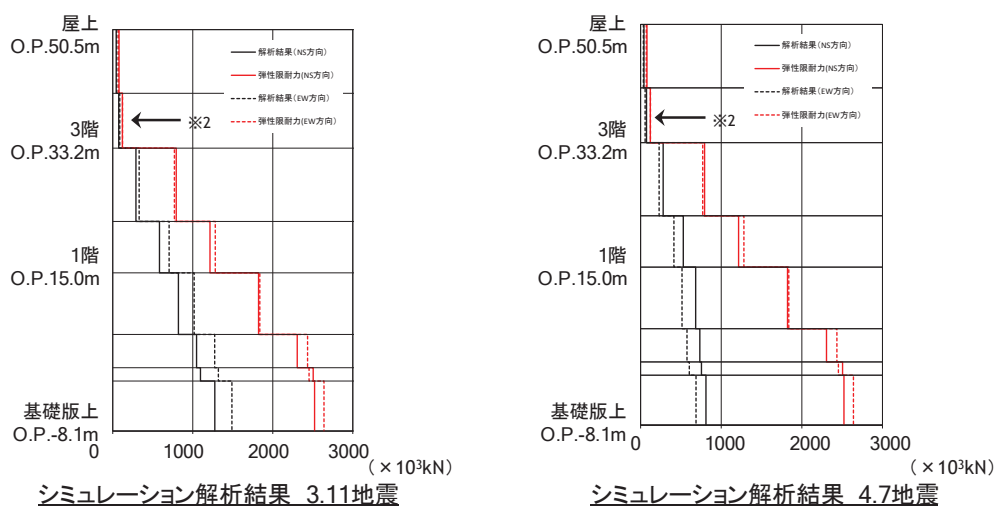 屋上
O.P.50.5m
3階
O.P.33.2m
1階
O.P.15.0m
基礎版上
O.P.-8.1m
0
1000
2000
3000
(×10³kN)
解析結果(NS方向)
弾性限耐力(NS方向)
解析結果(EW方向)
弾性限耐力(EW方向)
※2
シミュレーション解析結果 3.11地震
屋上
O.P.50.5m
3階
O.P.33.2m
1階
O.P.15.0m
基礎版上
O.P.-8.1m
0
1000
2000
3000
(×10³kN)
解析結果(NS方向)
弾性限耐力(NS方向)
解析結果(EW方向)
弾性限耐力(EW方向)
※2
シミュレーション解析結果 4.7地震